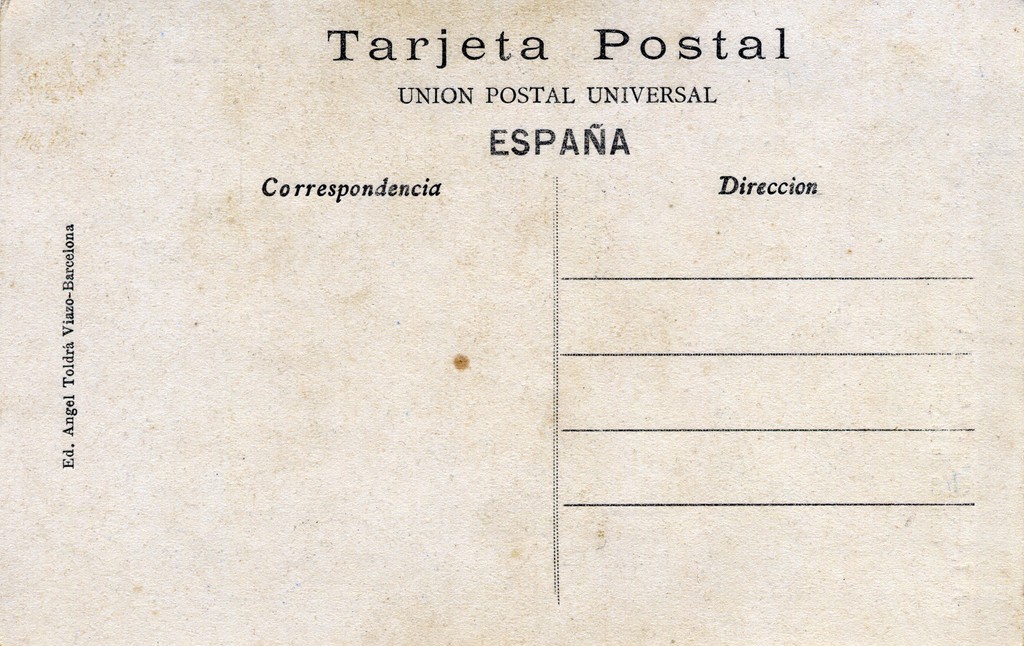 Tarjeta Postal
UNION POSTAL UNIVERSAL
ESPAÑA
Correspondencia
Direccion
Ed. Angel Toldrá Viazo-Barcelona